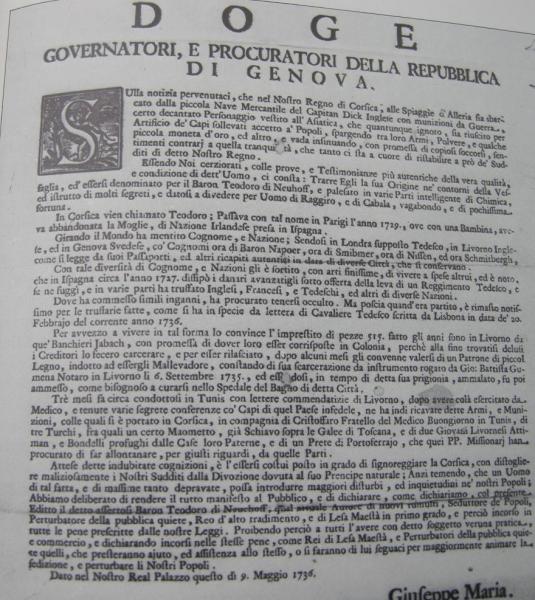 DOGE
GOVERNATORI, E PROCURATORI DELLA REPUBBLICA
DI GENOVA.
SUlla notizia pervenutaci, che nel Nostro Regno di Corsica, alle Spiaggie d'Alleria sia sbar-
cato dalla piccola Nave Mercantile del Capitan Dick Inglese con munizioni da Guerra, un
certo decantato Personaggio vestito all'Asiatica, che quantunque ignoto, sia riuscito per
Artificio de' Capi sollevati accetto a' Popoli, spargendo tra loro Armi, Polvere, e qualche
piccola moneta d'oro, ed altro, e vada insinuando, con promessa di copiosi soccorsi, sen-
timenti contrarj a quella tranquillità, che tanto ci sta a cuore di ristabilire a prò de' Sud-
diti di detto Nostro Regno.
Essendo Noi cerziorati, colle prove, e Testimonianze più autentiche della vera qualità,
e condizione di dett'Uomo, ci consta: Trarre Egli la sua Origine ne' contorni della Vest-
faglia, ed' essersi denominato per il Baron Teodoro de Neuhoff, e palesato in varie Parti intelligente di Chimica,
ed istrutto di molti segreti, e datosi a divedere per Uomo di Raggiro, e di Cabala, vagabondo, e di pochissima
fortuna.
In Corsica vien chiamato Teodoro; Passava con tal nome in Parigi l'anno 1729., ove con una Bambina, ave-
va abbandonata la Moglie, di Nazione Irlandese presa in Ispagna.
Girando il Mondo ha mentito Cognome, e Nazione; Sendosi in Londra supposto Tedesco, in Livorno Ingle-
se, ed in Genova Svedese, co' Cognomi ora di Baron Napoer, ora di Smihmer, ora di Nissen, ed ora Schmitbergh,
come si legge da suoi Passaporti, ed altri ricapiti autentici in data di diverse Città, che si conservano.
Con tale diversità di Cognome, e Nazioni gli è sortito, con arti finissime, di vivere a spese altrui, ed è noto,
che in Ispagna circa l'anno 1727. dissipò i danari avanzatigli sotto offerta della leva di un Reggimento Tedesco, e
se ne fuggì, e in varie parti ha truffato Inglesi, Francesi, e Tedeschi, ed altri di diverse Nazioni.
Dove ha commesso simili inganni, ha procurato tenersi occulto. Ma poscia quand'era partito, è rimasto notis-
simo per le truffarie fatte, come si ha in specie da lettera di Cavaliere Tedesco scritta da Lisbona in data de' 20.
Febrajo del corrente anno 1736.
Per avvezzo a vivere in tal forma lo convince l'imprestito di pezze 515. fatto gli anni sono in Livorno da-
que' Banchieri Jabach, con promessa di dover loro esser corrisposte in Colonia, perchè alla fine trovatisi delusi
i Creditori lo fecero carcerare, e per esser rilasciato, dopo alcuni mesi gli convenne valersi di un Patrone di piccol
Legno, indotto ad essergli Mallevadore, constando di sua scarcerazione da instrumento rogato da Gio: Battista Gu-
mena Notaro in Livorno li 6. Settembre 1735., ed essendosi, in tempo di detta sua prigionia, ammalato, fu poi
ammesso, come bisognoso a curarsi nello Spedale del Bagno di detta Città.
Trè mesi fa circa condottosi in Tunis con lettere commendatizie di Livorno, dopo avere colà esercitato da
Medico, e tenute varie segrete conferenze co' Capi di quel Paese infedele, ne ha indi ricavate dette Armi, e Muni-
zioni, colle quali si è portato in Corsica, in compagnia di Cristofaro Fratello del Medico Buongiorno in Tunis, di
tre Turchi, fra quali un certo Maometto, già Schiavo sopra le Galee di Toscana, e di due Giovati Livornesi Atti-
man, e Bondelli profughi dalle Case loro Paterne, e di un Prete di Portoferrajo, che quei PP. Missionarj han-
procurato di far allontanare, per giusti riguardi, da quelle Parti.
Attese dette indubitate cognizioni, e l'essersi costui posto in grado di signoreggiare la Corsica, con distoglie-
re maliziosamente i Nostri Sudditi dalla Divozione dovuta al suo Prencipe naturale; Anzi temendo, che un Uomo
di tal fatta, e di massime tanto depravate, possa introdurre maggiori disturbi, ed inquietudini ne' nostri Popoli;
Abbiamo deliberato di rendere il tutto manifesto al Pubblico, e di dichiarare, come dichiariamo, col presente
Editto il detto assertosi Baron Teodoro di Neuhoff, qual attuale Autore di nuovi tumulti, Seduttore de Popoli,
Perturbatore della pubblica quiete, Reo d'alto tradimento, e di Lesa Maestà in primo grado, e perciò incorso in
tutte le pene prescritte dalle nostre Leggi. Proibendo perciò a tutti l'avere con detto soggetto veruna pratica,
e commercio, e dichiarando incorsi nelle stesse pene, come Rei di Lesa Maestà, e Perturbatori della pubblica quie-
te quelli, che presteranno ajuto, ed assistenza allo stesso, o si faranno di lui seguaci per maggiormente animare la
sedizione, e perturbare li Nostri Popoli.
Dato nel Nostro Real Palazzo questo dì 9. Maggio 1736.
Giuseppe Maria.